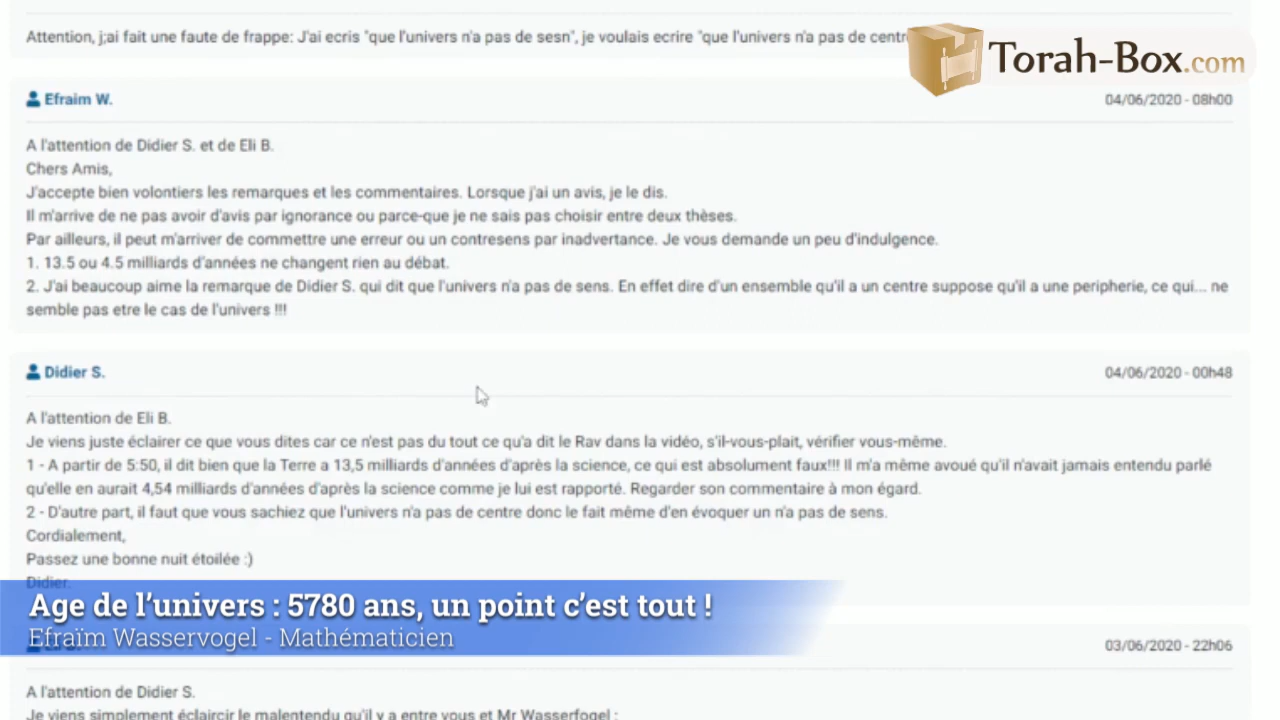 Attention, j;ai fait une faute de frappe: J'ai ecris "que l'univers n'a pas de sesn", je voulais ecrire "que l'univers n'a pas de centr
Torah-Box.com
Efraim W.
04/06/2020 - 08h00
A l'attention de Didier S. et de Eli B.
Chers Amis,
J'accepte bien volontiers les remarques et les commentaires. Lorsque j'ai un avis, je le dis.
Il m'arrive de ne pas avoir d'avis par ignorance ou parce-que je ne sais pas choisir entre deux thèses.
Par ailleurs, il peut m'arriver de commettre une erreur ou un contresens par inadvertance. Je vous demande un peu d'indulgence.
1. 13.5 ou 4.5 milliards d'années ne changent rien au débat.
2. J'ai beaucoup aime la remarque de Didier S. qui dit que l'univers n'a pas de sens. En effet dire d'un ensemble qu'il a un centre suppose qu'il a une peripherie, ce qui... ne
semble pas etre le cas de l'univers !!!
Didier S.
04/06/2020 - 00h48
A l'attention de Eli B.
Je viens juste éclairer ce que vous dites car ce n'est pas du tout ce qu'a dit le Rav dans la vidéo, s'il-vous-plait, vérifier vous-même.
1 - A partir de 5:50, il dit bien que la Terre a 13,5 milliards d'années d'après la science, ce qui est absolument faux!!! Il m'a même avoué qu'il n'avait jamais entendu parlé
qu'elle en aurait 4,54 milliards d'années d'après la science comme je lui est rapporté. Regarder son commentaire à mon égard.
2 - D'autre part, il faut que vous sachiez que l'univers n'a pas de centre donc le fait même d'en évoquer un n'a pas de sens.
Cordialement,
Passez une bonne nuit étoilée :)
Didier.
Age de l'univers : 5780 ans, un point c'est tout !
Efraïm Wasservogel - Mathématicien
03/06/2020 - 22h06
A l'attention de Didier S.
Je viens simplement éclaircir le malentendu qu'il y a entre vous et Mr Wasserfogel :